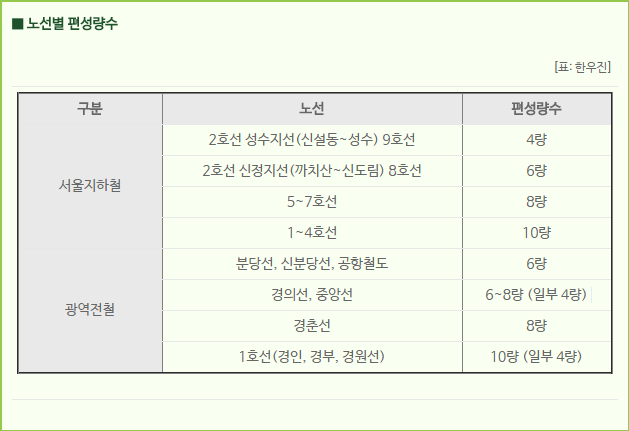 ■ 노선별 편성량수
[표: 한우진]
구분 노선 편성량수
서울지하철
2호선 성수지선(신설동~성수) 9호선 4량
2호선 신정지선(까치산~신도림) 8호선 6량
5~7호선 8량
1~4호선 10량
광역전철
분당선, 신분당선, 공항철도 6량
경의선, 중앙선 6~8량 (일부 4량)
경춘선 8량
1호선(경인, 경부, 경원선) 10량 (일부 4량)